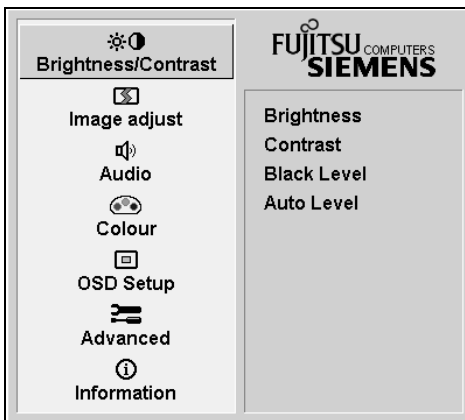 Brightness/Contrast
Image adjust
Audio
Colour
OSD Setup
Advanced
Information
FUJITSU COMPUTERS
SIEMENS
Brightness
Contrast
Black Level
Auto Level